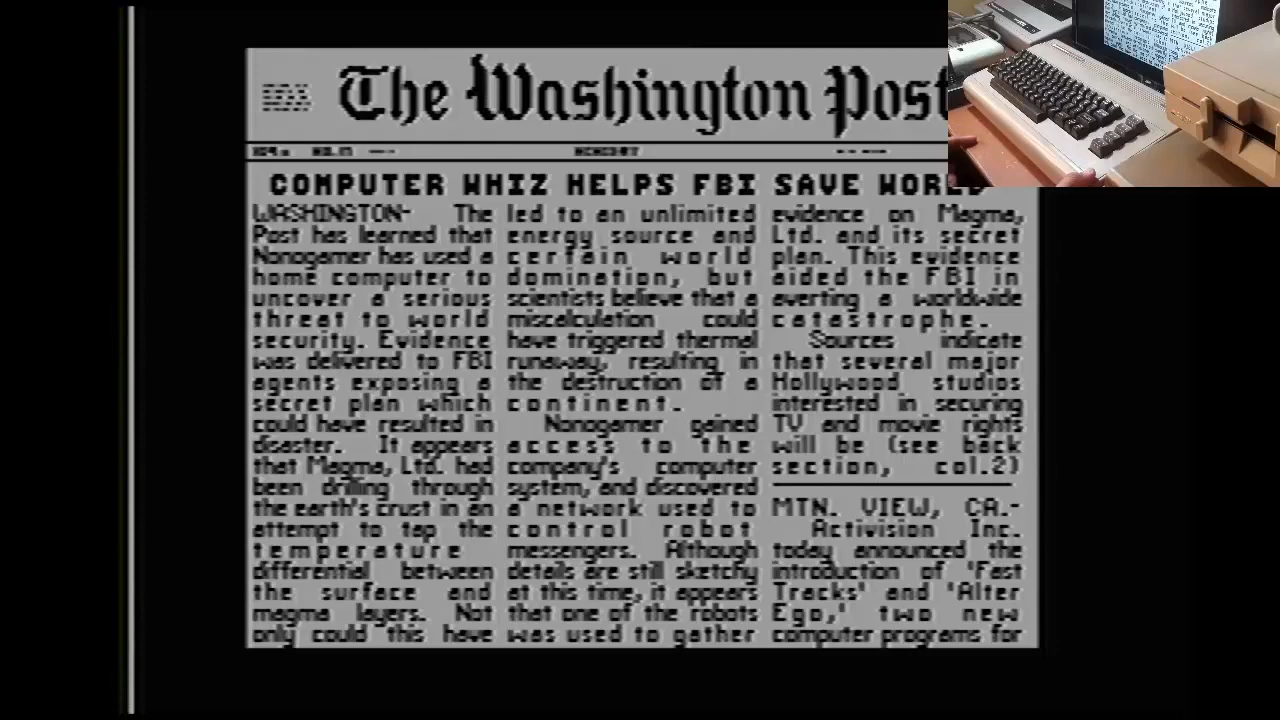 The Washington Post
COMPUTER WHIZ HELPS FBI SAVE WORLD
WASHINGTON- The
Post has learned that
Nonogamer has used a
home computer to
uncover a serious
threat to world
security. Evidence
was delivered to FBI
agents exposing a
secret plan which
could have resulted in
disaster. It appears
that Magma, Ltd. had
been drilling through
the earth's crust in an
attempt to tap the
temperature
differential between
the surface and
magma layers. Not
only could this have
led to an unlimited
energy source and
certain world
domination, but
scientists believe that a
miscalculation could
have triggered thermal
runaway, resulting in
the destruction of a
continent.
Nonogamer gained
access to the
company's computer
system, and discovered
a network used to
control robot
messengers. Although
details are still sketchy
at this time, it appears
that one of the robots
was used to gather
evidence on Magma,
Ltd. and its secret
plan. This evidence
aided the FBI in
averting a worldwide
catastrophe.
Sources indicate
that several major
Hollywood studios
interested in securing
TV and movie rights
will be (see back
section, col.2)
MTN. VIEW, CA.-
Activision Inc.
today announced the
introduction of 'Fast
Tracks' and 'Alter
Ego,' two new
computer programs for